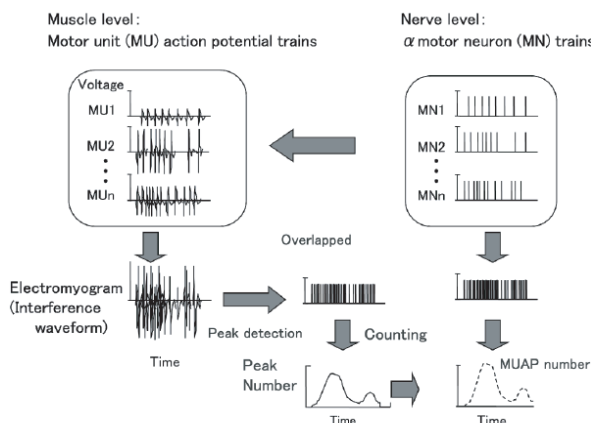 Muscle level:
Motor unit (MU) action potential trains
Nerve level:
α motor neuron (MN) trains
Voltage
MU1
MU2
MUn
MN1
MN2
MNn
Overlapped
Electromyogram
(Interference
waveform)
Time
Peak detection
Counting
Peak
Number
Time
MUAP number
Time